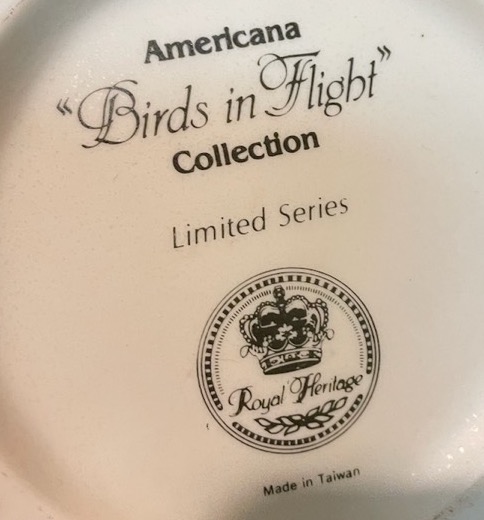 Americana
“Birds in Flight”
Collection
Limited Series
Royal Heritage
Made in Taiwan